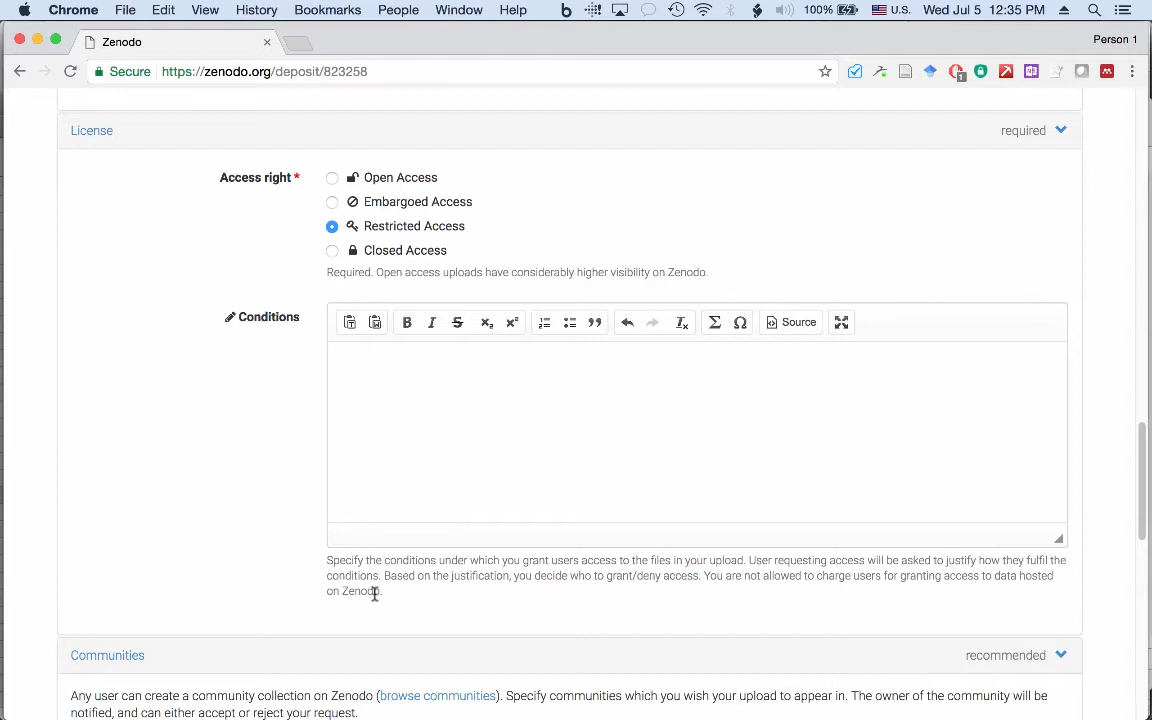 Chrome File Edit View History Bookmarks People Window Help 100% U.S. Wed Jul 5 12:35 PM
Zenodo
Person 1
Secure https://zenodo.org/deposit/823258
1
License required
Access right *
Open Access
Embargoed Access
Restricted Access
Closed Access
Required. Open access uploads have considerably higher visibility on Zenodo.
Conditions
B I S x₂ x² Ix Σ Ω Source
Specify the conditions under which you grant users access to the files in your upload. User requesting access will be asked to justify how they fulfil the
conditions. Based on the justification, you decide who to grant/deny access. You are not allowed to charge users for granting access to data hosted
on Zenodo.
Communities recommended
Any user can create a community collection on Zenodo (browse communities). Specify communities which you wish your upload to appear in. The owner of the community will be
notified, and can either accept or reject your request.